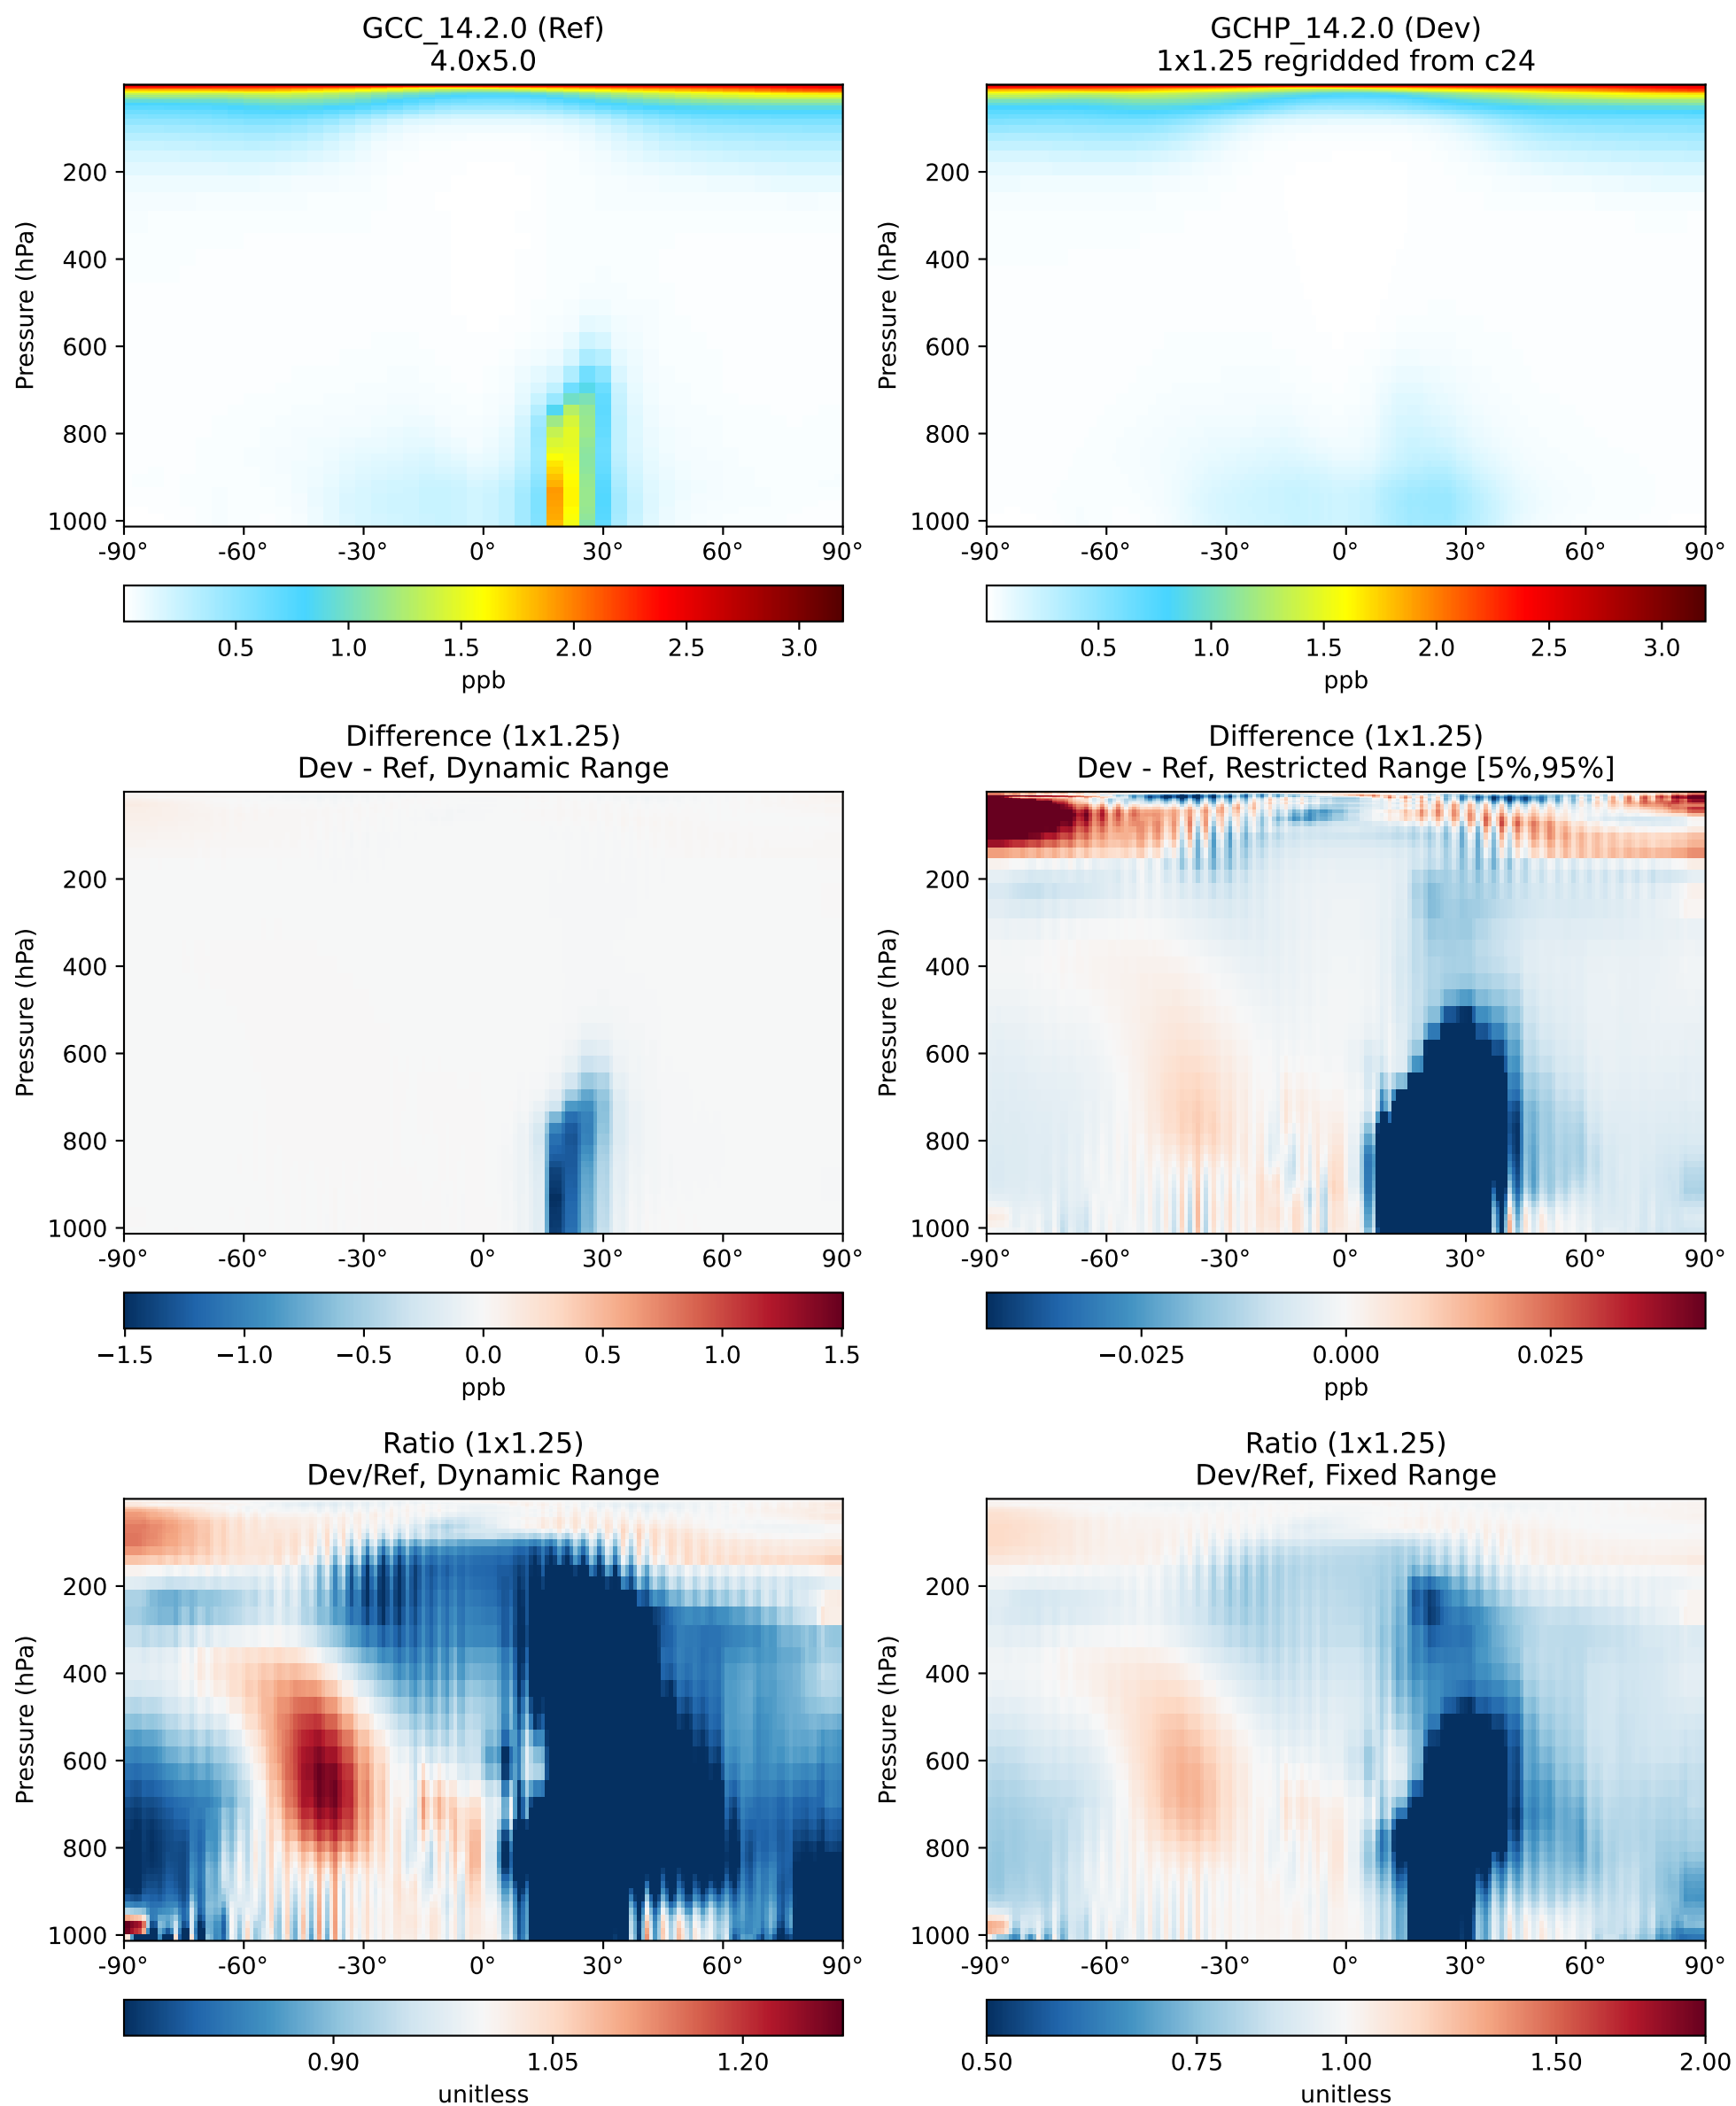 GCC_14.2.0 (Ref)
4.0x5.0
Pressure (hPa)
200
400
600
800
1000
-90° -60° -30° 0° 30° 60° 90°
0.5 1.0 1.5 2.0 2.5 3.0
ppb
GCHP_14.2.0 (Dev)
1x1.25 regridded from c24
Pressure (hPa)
200
400
600
800
1000
-90° -60° -30° 0° 30° 60° 90°
0.5 1.0 1.5 2.0 2.5 3.0
ppb
Difference (1x1.25)
Dev - Ref, Dynamic Range
Pressure (hPa)
200
400
600
800
1000
-90° -60° -30° 0° 30° 60° 90°
−1.5 −1.0 −0.5 0.0 0.5 1.0 1.5
ppb
Difference (1x1.25)
Dev - Ref, Restricted Range [5%,95%]
Pressure (hPa)
200
400
600
800
1000
-90° -60° -30° 0° 30° 60° 90°
−0.025 0.000 0.025
ppb
Ratio (1x1.25)
Dev/Ref, Dynamic Range
Pressure (hPa)
200
400
600
800
1000
-90° -60° -30° 0° 30° 60° 90°
0.90 1.05 1.20
unitless
Ratio (1x1.25)
Dev/Ref, Fixed Range
Pressure (hPa)
200
400
600
800
1000
-90° -60° -30° 0° 30° 60° 90°
0.50 0.75 1.00 1.50 2.00
unitless